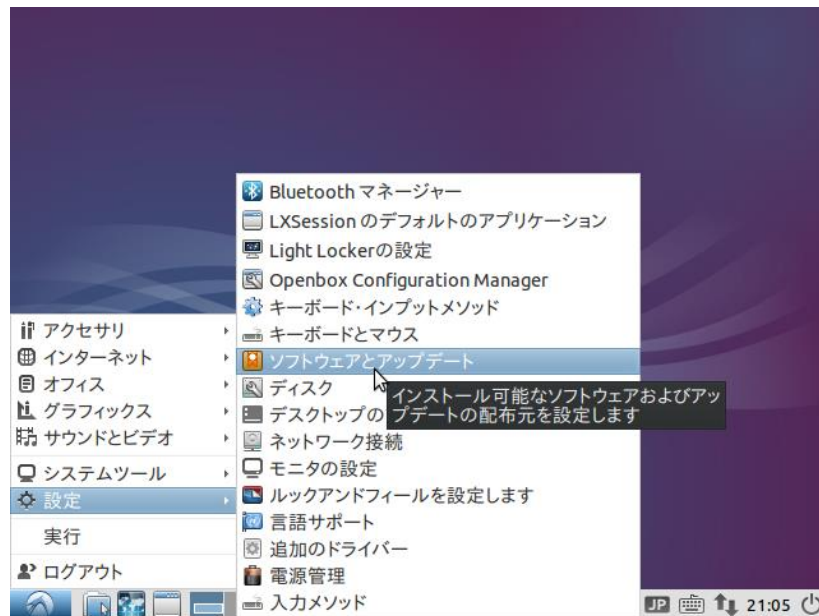 アクセサリ
インターネット
オフィス
グラフィックス
サウンドとビデオ
システムツール
設定
実行
ログアウト
Bluetooth マネージャー
LXSession のデフォルトのアプリケーション
Light Lockerの設定
Openbox Configuration Manager
キーボード・インプットメソッド
キーボードとマウス
ソフトウェアとアップデート
ディスク
デスクトップの
ネットワーク接続
モニタの設定
ルックアンドフィールを設定します
言語サポート
追加のドライバー
電源管理
入力メソッド
インストール可能なソフトウェアおよびアッ
プデートの配布元を設定します
JP
21:05